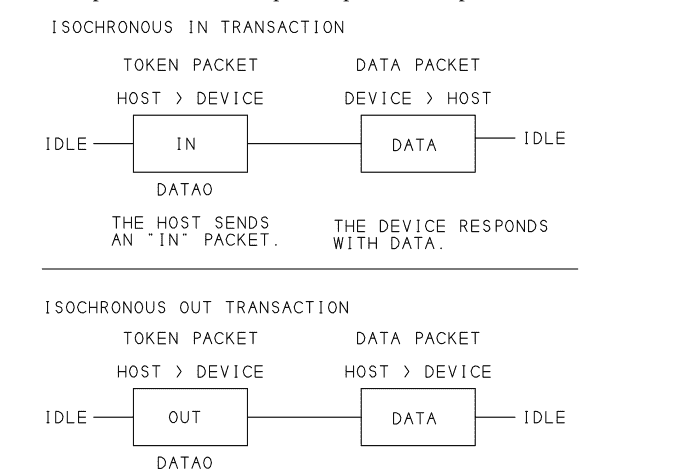 ISOCHRONOUS IN TRANSACTION
TOKEN PACKET DATA PACKET
HOST > DEVICE DEVICE > HOST
IDLE IN DATA IDLE
DATA0
THE HOST SENDS THE DEVICE RESPONDS
AN "IN" PACKET. WITH DATA.
ISOCHRONOUS OUT TRANSACTION
TOKEN PACKET DATA PACKET
HOST > DEVICE HOST > DEVICE
IDLE OUT DATA IDLE
DATA0